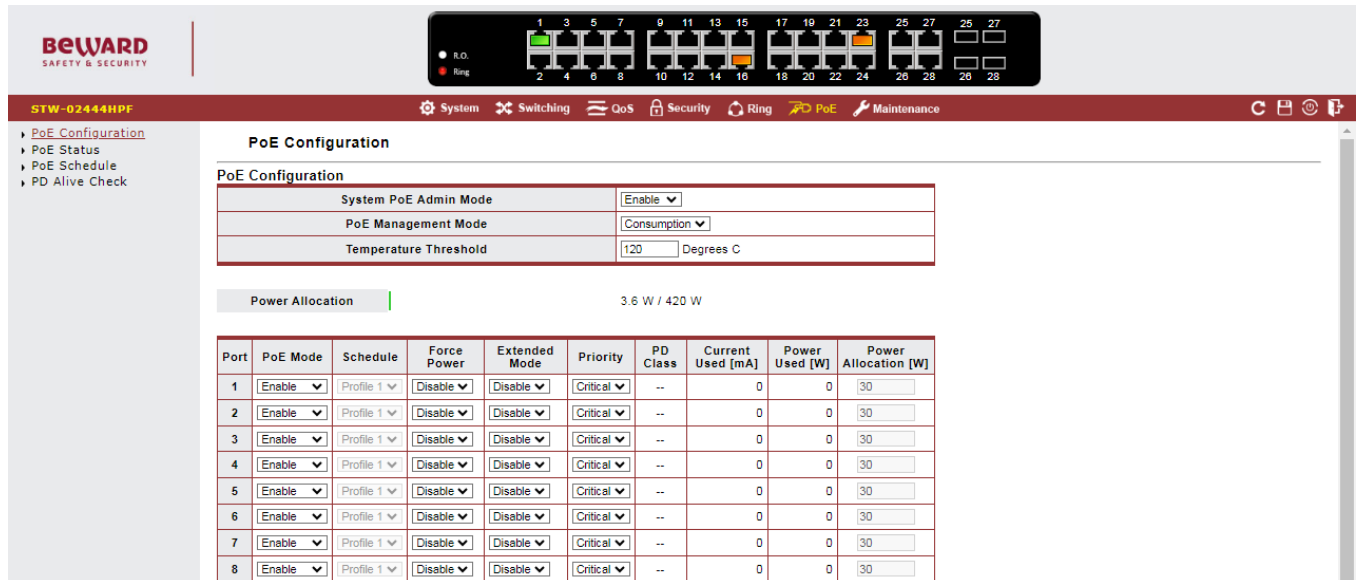 BEWARD
SAFETY & SECURITY
R.O.
Ring
1 3 5 7 9 11 13 15 17 19 21 23 25 27 25 27
2 4 6 8 10 12 14 16 18 20 22 24 26 28 26 28
STW-02444HPF
System Switching QoS Security Ring PoE Maintenance
PoE Configuration
PoE Status
PoE Schedule
PD Alive Check
PoE Configuration
PoE Configuration
System PoE Admin Mode Enable
PoE Management Mode Consumption
Temperature Threshold 120 Degrees C
Power Allocation 3.6 W / 420 W
Port PoE Mode Schedule Force Power Extended Mode Priority PD Class Current Used [mA] Power Used [W] Power Allocation [W]
1 Enable Profile 1 Disable Disable Critical -- 0 0 30
2 Enable Profile 1 Disable Disable Critical -- 0 0 30
3 Enable Profile 1 Disable Disable Critical -- 0 0 30
4 Enable Profile 1 Disable Disable Critical -- 0 0 30
5 Enable Profile 1 Disable Disable Critical -- 0 0 30
6 Enable Profile 1 Disable Disable Critical -- 0 0 30
7 Enable Profile 1 Disable Disable Critical -- 0 0 30
8 Enable Profile 1 Disable Disable Critical -- 0 0 30